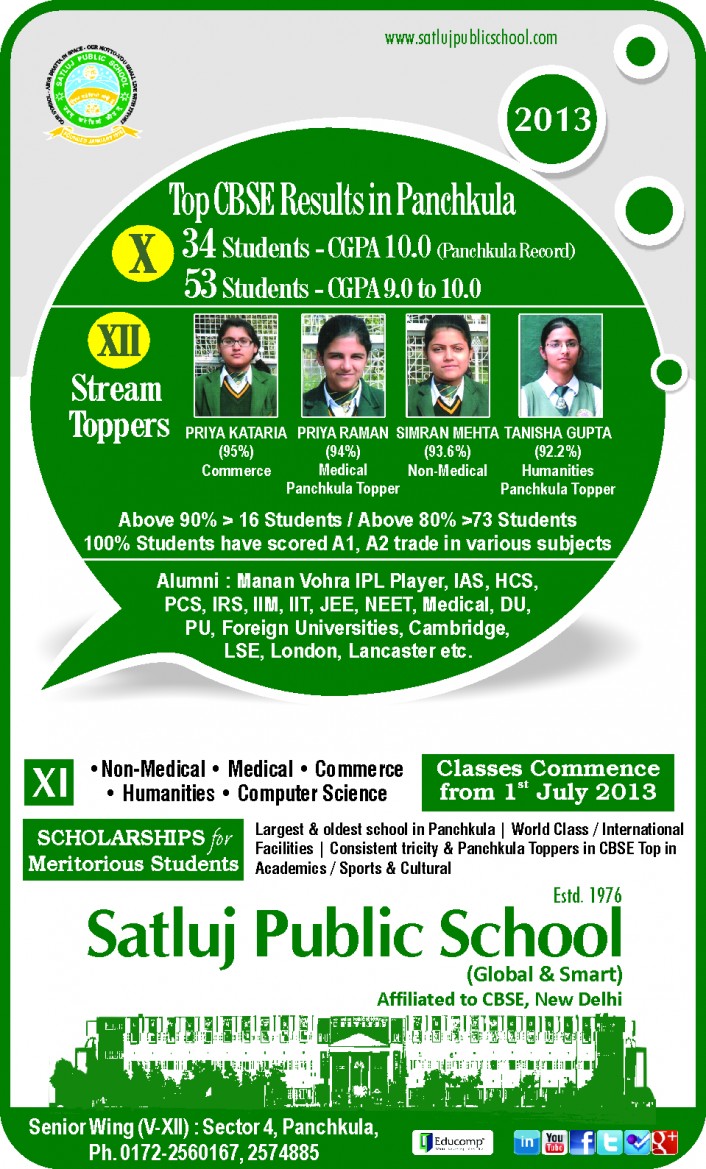 www.satlujpublicschool.com
SATLUJ PUBLIC SCHOOL
2013
Top CBSE Results in Panchkula
X
34 Students - CGPA 10.0 (Panchkula Record)
53 Students - CGPA 9.0 to 10.0
XII
Stream
Toppers
PRIYA KATARIA
(95%)
Commerce
PRIYA RAMAN
(94%)
Medical
Panchkula Topper
SIMRAN MEHTA
(93.6%)
Non-Medical
TANISHA GUPTA
(92.2%)
Humanities
Panchkula Topper
Above 90% > 16 Students / Above 80% >73 Students
100% Students have scored A1, A2 trade in various subjects
Alumni : Manan Vohra IPL Player, IAS, HCS,
PCS, IRS, IIM, IIT, JEE, NEET, Medical, DU,
PU, Foreign Universities, Cambridge,
LSE, London, Lancaster etc.
XI
• Non-Medical • Medical • Commerce
• Humanities • Computer Science
Classes Commence
from 1st July 2013
SCHOLARSHIPS for
Meritorious Students
Largest & oldest school in Panchkula | World Class / International
Facilities | Consistent tricity & Panchkula Toppers in CBSE Top in
Academics / Sports & Cultural
Estd. 1976
Satluj Public School
(Global & Smart)
Affiliated to CBSE, New Delhi
Senior Wing (V-XII) : Sector 4, Panchkula,
Ph. 0172-2560167, 2574885
Educomp
in You Tube f t g+